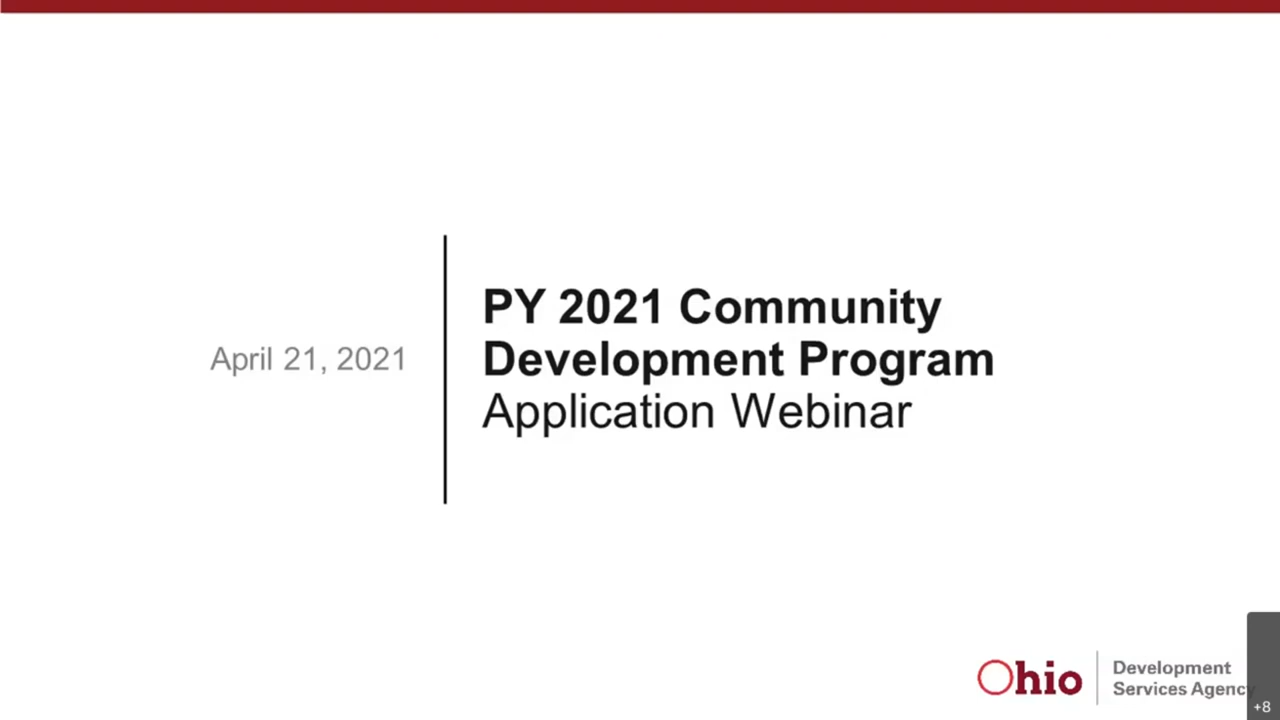 April 21, 2021
PY 2021 Community
Development Program
Application Webinar
Ohio
Development
Services Agency
+8